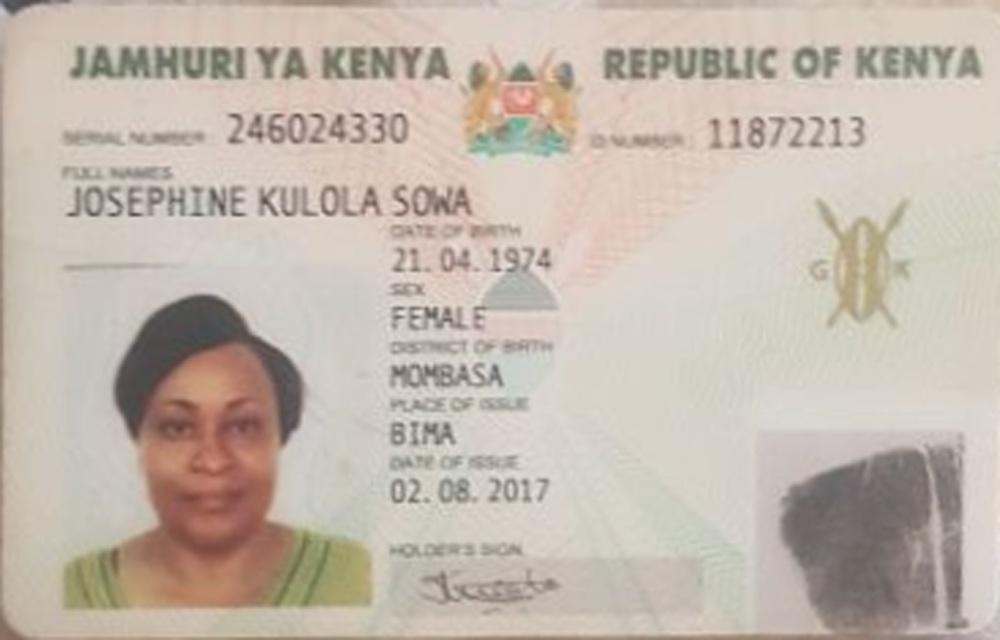 JAMHURI YA KENYA REPUBLIC OF KENYA
SERIAL NUMBER: 246024330 ID NUMBER: 11872213
FULL NAMES
JOSEPHINE KULOLA SOWA
DATE OF BIRTH
21. 04. 1974
SEX
FEMALE
DISTRICT OF BIRTH
MOMBASA
PLACE OF ISSUE
BIMA
DATE OF ISSUE
02. 08. 2017
HOLDER'S SIGN.
G K